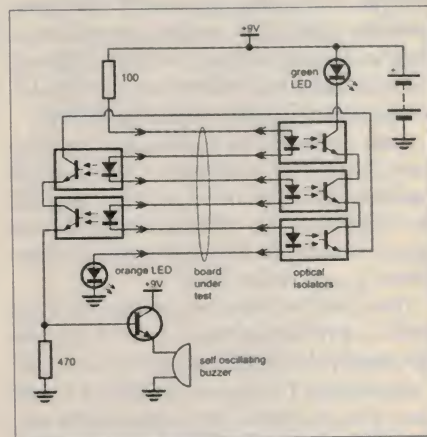 +9V
100
green
LED
+
orange LED
+9V
board
under
test
optical
isolators
470
self oscillating
buzzer